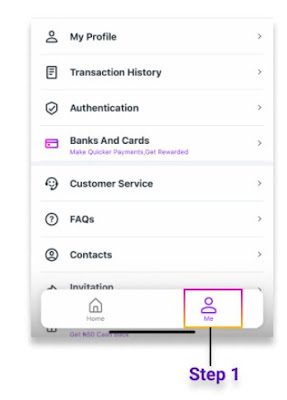 My Profile
Transaction History
Authentication
Banks And Cards
Make Quicker Payments,Get Rewarded
Customer Service
FAQs
Contacts
Invitation
Home
Me
Get ₦50 Cash Back
Step 1